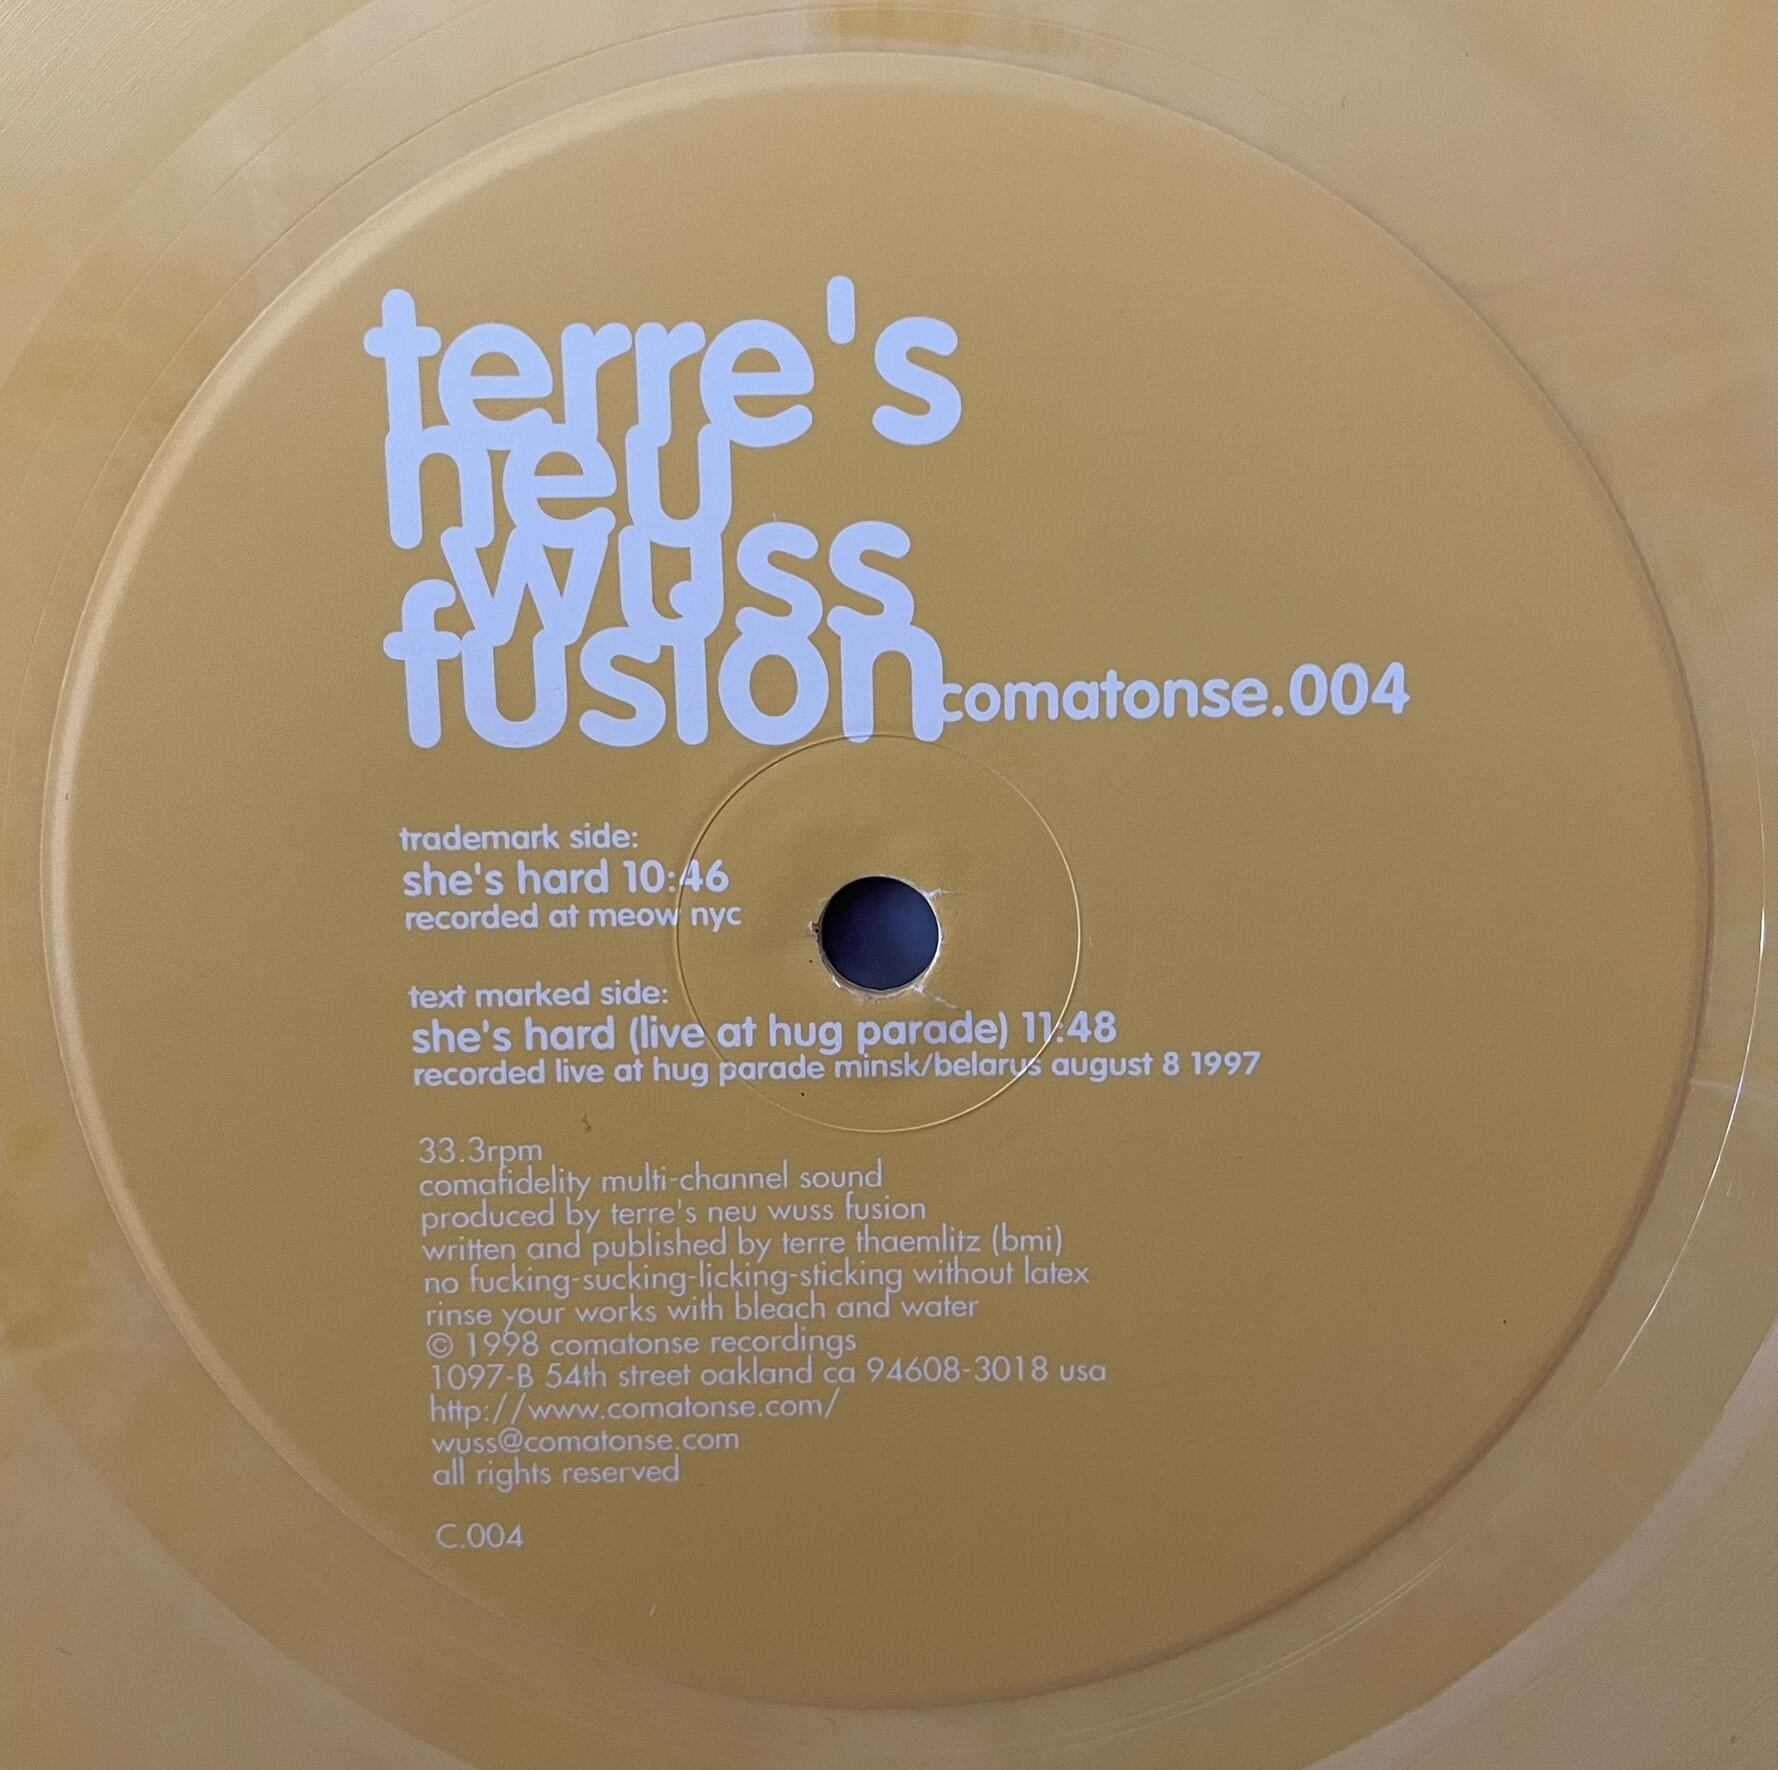 terre's
neu
wuss
fusion
comatonse.004
trademark side:
she's hard 10:46
recorded at meow nyc
text marked side:
she's hard (live at hug parade) 11:48
recorded live at hug parade minsk/belarus august 8 1997
33.3rpm
comafidelity multi-channel sound
produced by terre's neu wuss fusion
written and published by terre thaemlitz (bmi)
no fucking-sucking-licking-sticking without latex
rinse your works with bleach and water
© 1998 comatonse recordings
1097-B 54th street oakland ca 94608-3018 usa
http://www.comatonse.com/
wuss@comatonse.com
all rights reserved
C.004